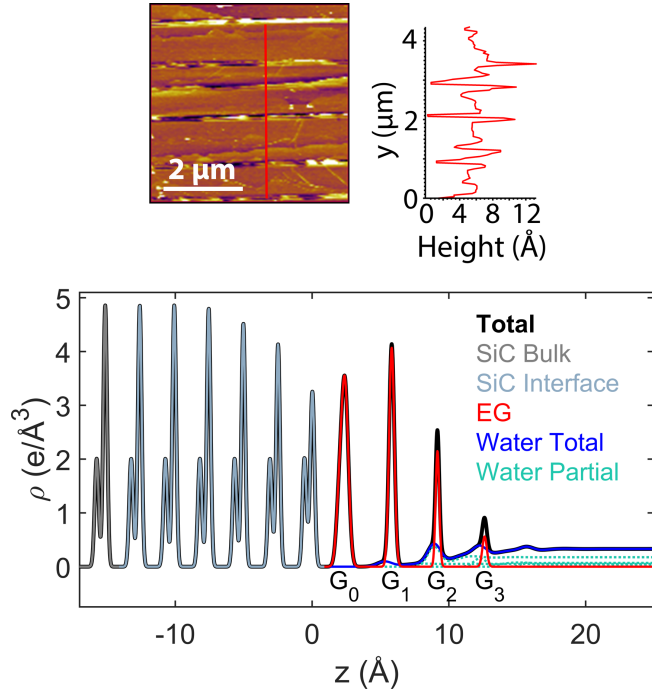 2 μm
4
2
0
y (μm)
0 4 8 12
Height (Å)
5
4
3
2
1
0
ρ (e/Å³)
Total
SiC Bulk
SiC Interface
EG
Water Total
Water Partial
G₀ G₁ G₂ G₃
-10 0 10 20
z (Å)